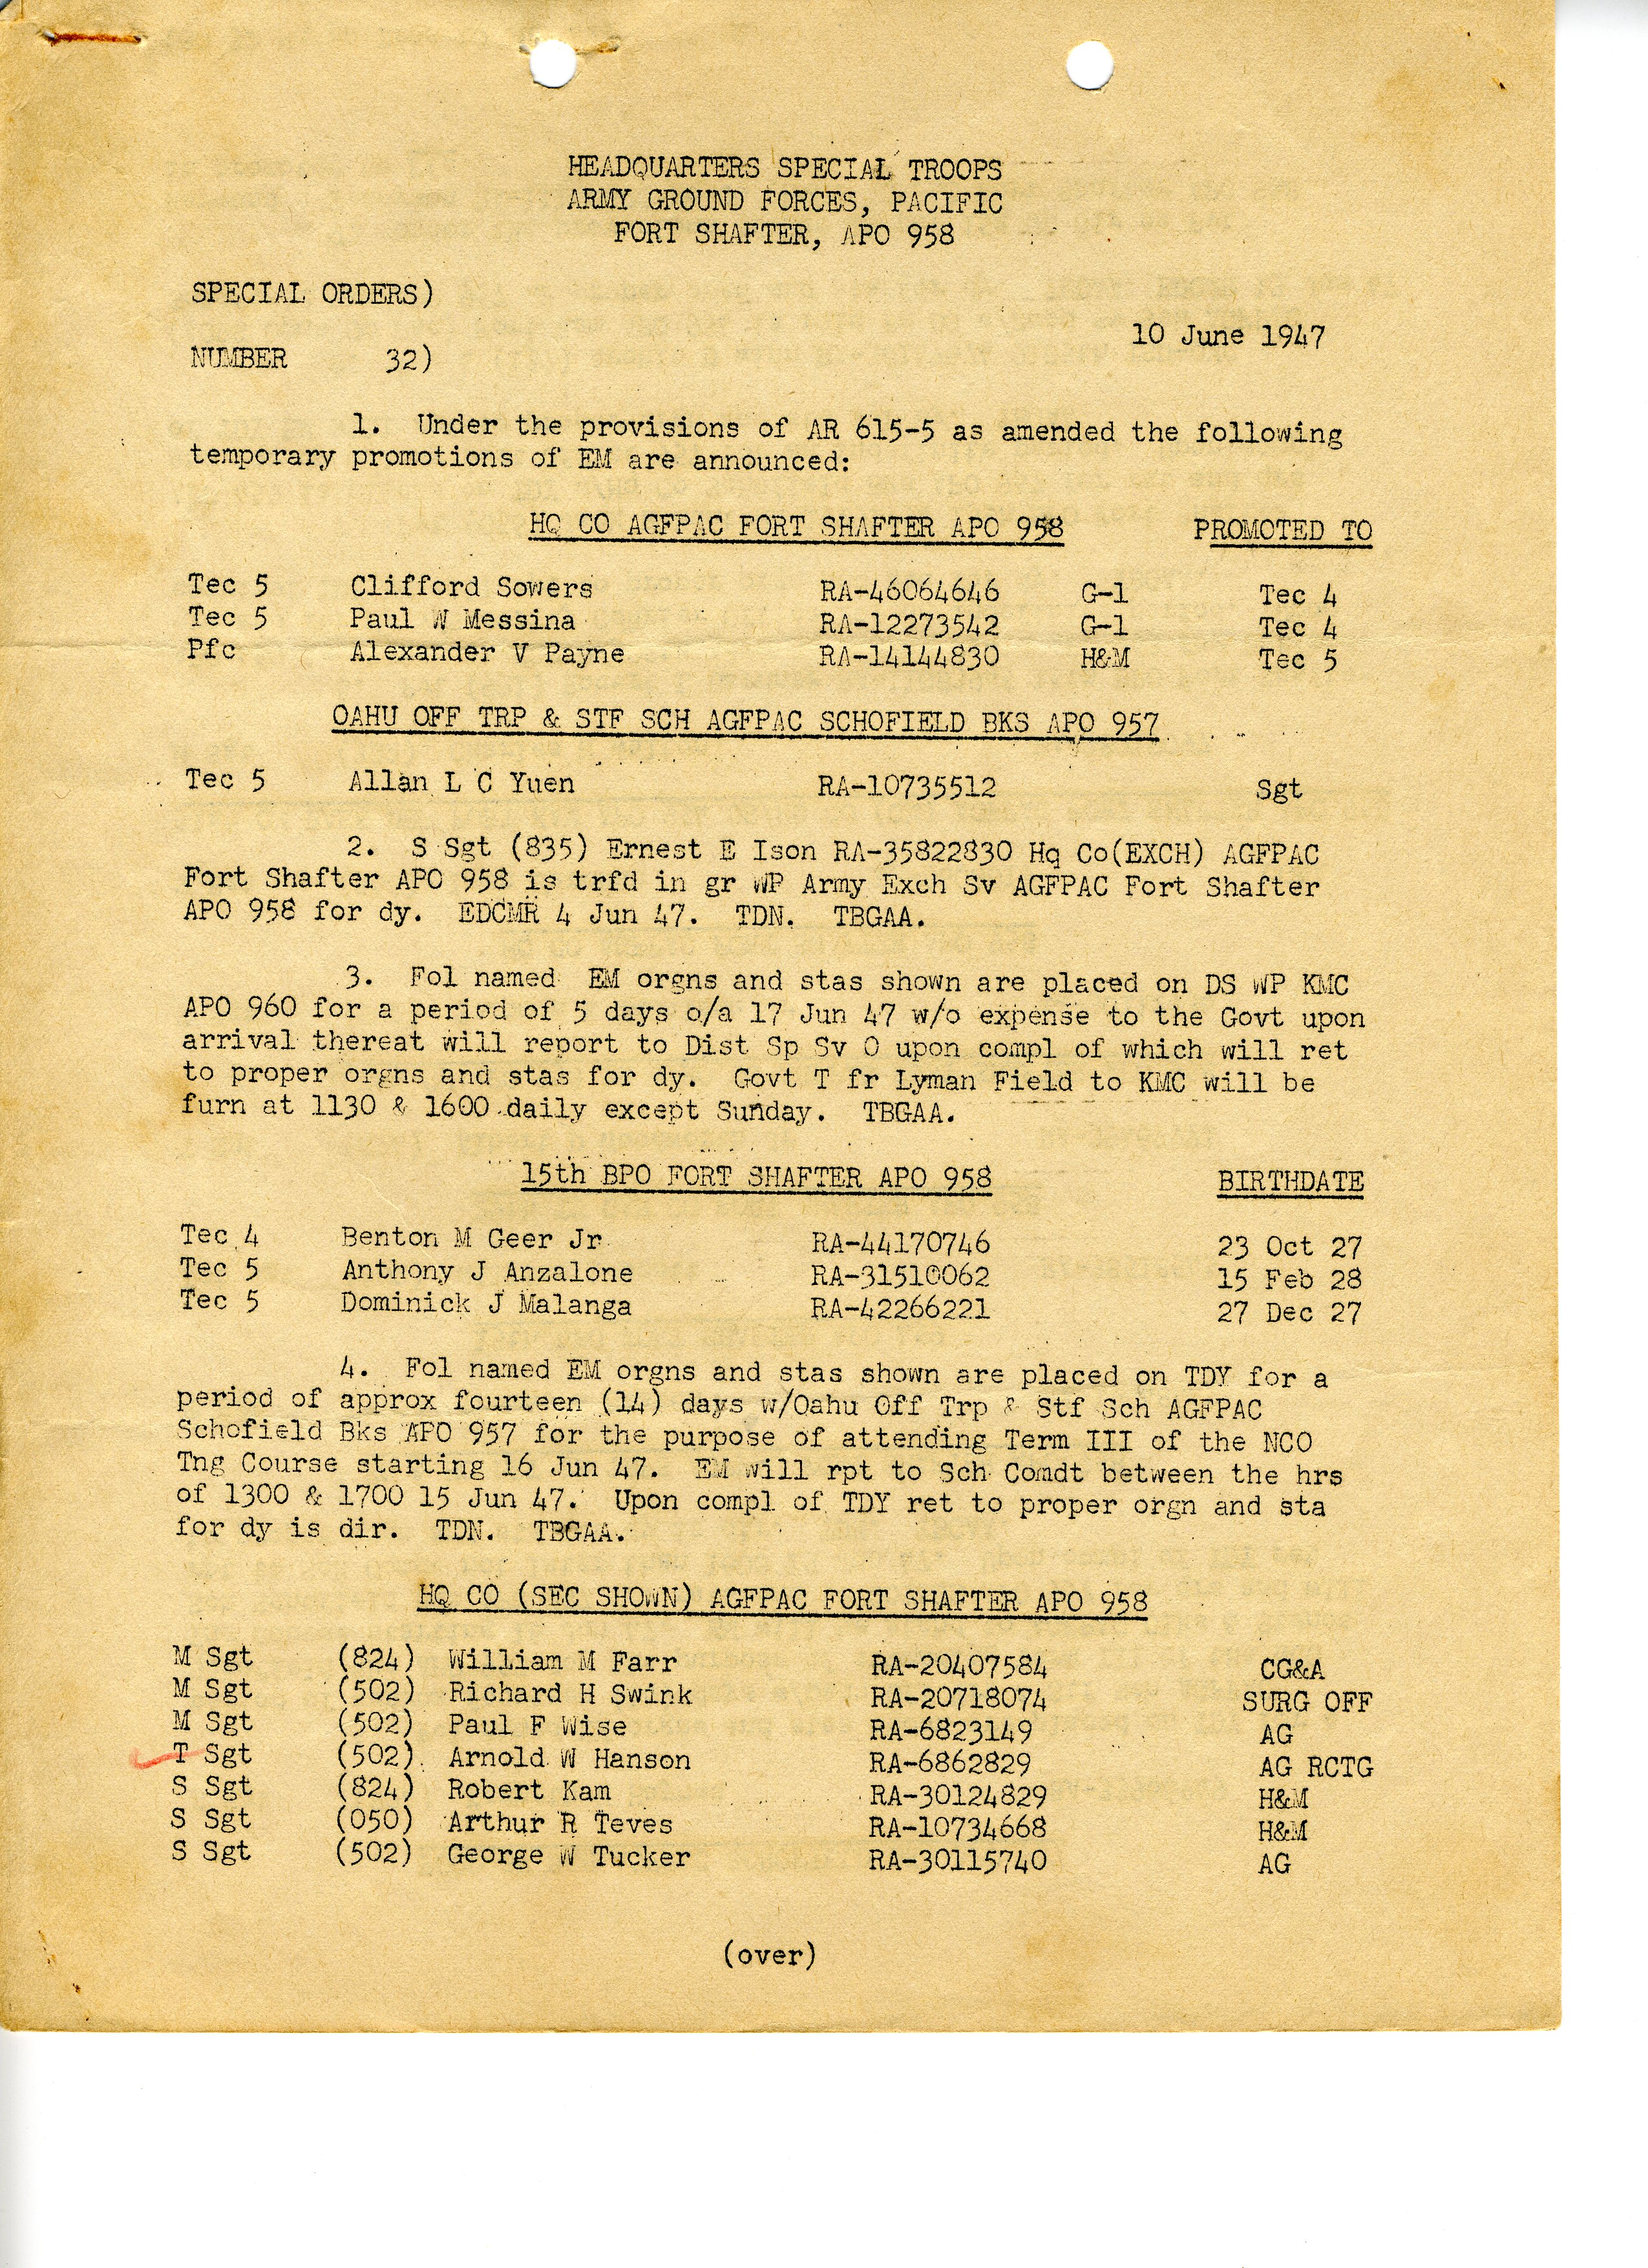 HEADQUARTERS SPECIAL TROOPS
ARMY GROUND FORCES, PACIFIC
FORT SHAFTER, APO 958
SPECIAL ORDERS)
10 June 1947
NUMBER 32)
1. Under the provisions of AR 615-5 as amended the following
temporary promotions of EM are announced:
HQ CO AGFPAC FORT SHAFTER APO 958 PROMOTED TO
Tec 5 Clifford Sowers RA-46064646 G-1 Tec 4
Tec 5 Paul W Messina RA-12273542 G-1 Tec 4
Pfc Alexander V Payne RA-14144830 H&M Tec 5
OAHU OFF TRP & STF SCH AGFPAC SCHOFIELD BKS APO 957
Tec 5 Allan L C Yuen RA-10735512 Sgt
2. S Sgt (835) Ernest E Ison RA-35822830 Hq Co(EXCH) AGFPAC
Fort Shafter APO 958 is trfd in gr WP Army Exch Sv AGFPAC Fort Shafter
APO 958 for dy. EDCMR 4 Jun 47. TDN. TBGAA.
3. Fol named EM orgns and stas shown are placed on DS WP KMC
APO 960 for a period of 5 days o/a 17 Jun 47 w/o expense to the Govt upon
arrival thereat will report to Dist Sp Sv O upon compl of which will ret
to proper orgns and stas for dy. Govt T fr Lyman Field to KMC will be
furn at 1130 & 1600 daily except Sunday. TBGAA.
15th BPO FORT SHAFTER APO 958 BIRTHDATE
Tec 4 Benton M Geer Jr RA-44170746 23 Oct 27
Tec 5 Anthony J Anzalone RA-31510062 15 Feb 28
Tec 5 Dominick J Malanga RA-42266221 27 Dec 27
4. Fol named EM orgns and stas shown are placed on TDY for a
period of approx fourteen (14) days w/Oahu Off Trp & Stf Sch AGFPAC
Schofield Bks APO 957 for the purpose of attending Term III of the NCO
Tng Course starting 16 Jun 47. EM will rpt to Sch Comdt between the hrs
of 1300 & 1700 15 Jun 47. Upon compl of TDY ret to proper orgn and sta
for dy is dir. TDN. TBGAA.
HQ CO (SEC SHOWN) AGFPAC FORT SHAFTER APO 958
M Sgt (824) William M Farr RA-20407584 CG&A
M Sgt (502) Richard H Swink RA-20718074 SURG OFF
M Sgt (502) Paul F Wise RA-6823149 AG
T Sgt (502) Arnold W Hanson RA-6862829 AG RCTG
S Sgt (824) Robert Kam RA-30124829 H&M
S Sgt (050) Arthur R Teves RA-10734668 H&M
S Sgt (502) George W Tucker RA-30115740 AG
(over)